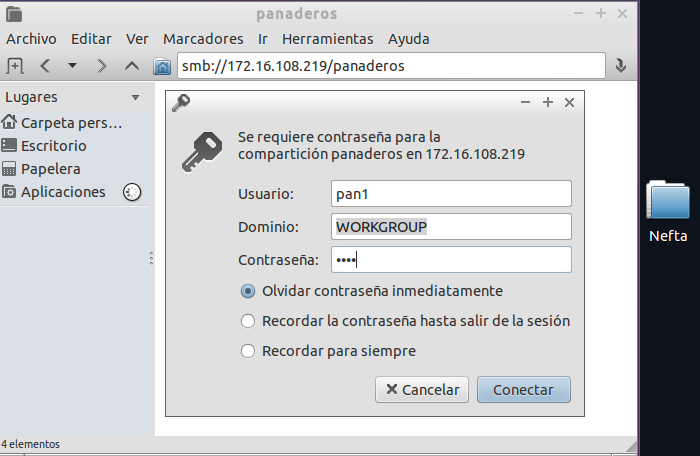 panaderos
Archivo Editar Ver Marcadores Ir Herramientas Ayuda
smb://172.16.108.219/panaderos
Lugares
Carpeta pers...
Escritorio
Papelera
Aplicaciones
Se requiere contraseña para la
compartición panaderos en 172.16.108.219
Usuario: pan1
Dominio: WORKGROUP
Contraseña: ••••
Olvidar contraseña inmediatamente
Recordar la contraseña hasta salir de la sesión
Recordar para siempre
Cancelar Conectar
4 elementos
Nefta